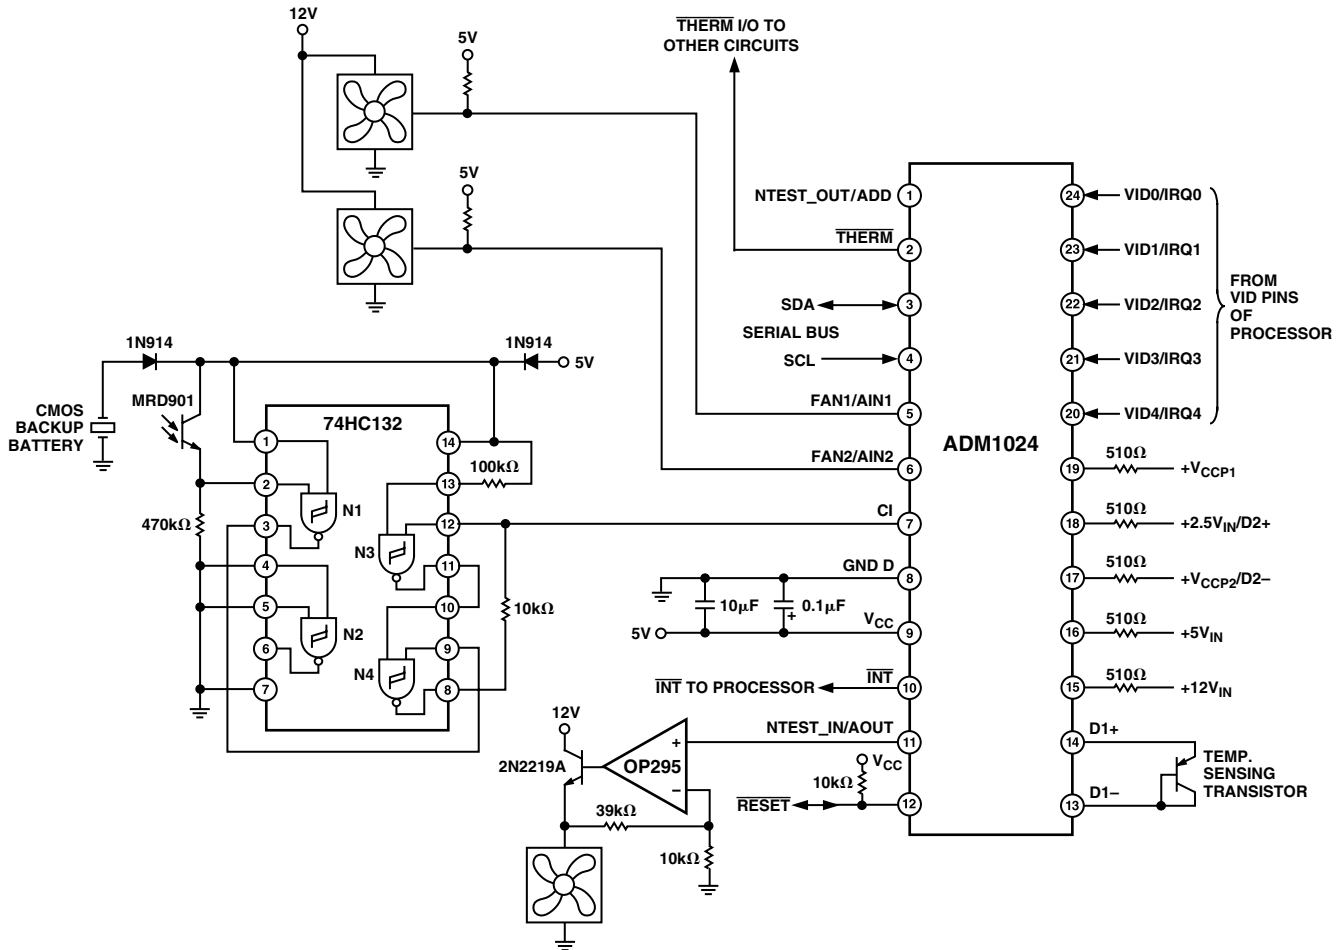 12V
5V
5V
T̅H̅E̅R̅M̅ I/O TO
OTHER CIRCUITS
NTEST_OUT/ADD
T̅H̅E̅R̅M̅
SDA
SERIAL BUS
SCL
FAN1/AIN1
FAN2/AIN2
CI
GND D
VCC
I̅N̅T̅
NTEST_IN/AOUT
1
2
3
4
5
6
7
8
9
10
11
12
ADM1024
24
23
22
21
20
19
18
17
16
15
14
13
VID0/IRQ0
VID1/IRQ1
VID2/IRQ2
VID3/IRQ3
VID4/IRQ4
FROM
VID PINS
OF
PROCESSOR
510Ω
+VCCP1
510Ω
+2.5VIN/D2+
510Ω
+VCCP2/D2–
510Ω
+5VIN
510Ω
+12VIN
D1+
D1–
TEMP.
SENSING
TRANSISTOR
1N914
1N914
5V
CMOS
BACKUP
BATTERY
MRD901
470kΩ
74HC132
1
2
3
4
5
6
7
14
13
12
11
10
9
8
N1
N2
N3
N4
100kΩ
10kΩ
10µF
0.1µF
+
5V
I̅N̅T̅ TO PROCESSOR
12V
2N2219A
OP295
+
–
39kΩ
10kΩ
VCC
10kΩ
R̅E̅S̅E̅T̅